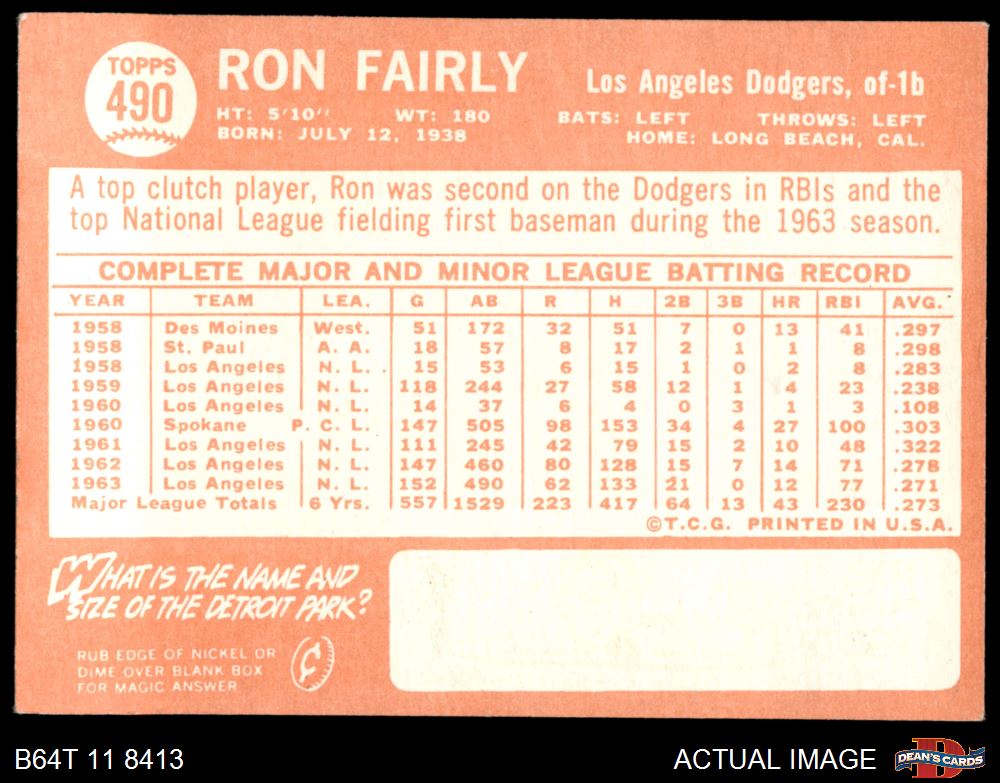 TOPPS
490
RON FAIRLY
Los Angeles Dodgers, of-1b
HT: 5'10" WT: 180 BATS: LEFT THROWS: LEFT
BORN: JULY 12, 1938 HOME: LONG BEACH, CAL.
A top clutch player, Ron was second on the Dodgers in RBIs and the
top National League fielding first baseman during the 1963 season.
COMPLETE MAJOR AND MINOR LEAGUE BATTING RECORD
YEAR TEAM LEA. G AB R H 2B 3B HR RBI AVG.
1958 Des Moines West. 51 172 32 51 7 0 13 41 .297
1958 St. Paul A. A. 18 57 8 17 2 1 1 8 .298
1958 Los Angeles N. L. 15 53 6 15 1 0 2 8 .283
1959 Los Angeles N. L. 118 244 27 58 12 1 4 23 .238
1960 Los Angeles N. L. 14 37 6 4 0 3 1 3 .108
1960 Spokane P. C. L. 147 505 98 153 34 4 27 100 .303
1961 Los Angeles N. L. 111 245 42 79 15 2 10 48 .322
1962 Los Angeles N. L. 147 460 80 128 15 7 14 71 .278
1963 Los Angeles N. L. 152 490 62 133 21 0 12 77 .271
Major League Totals 6 Yrs. 557 1529 223 417 64 13 43 230 .273
©T.C.G. PRINTED IN U.S.A.
WHAT IS THE NAME AND
SIZE OF THE DETROIT PARK?
RUB EDGE OF NICKEL OR
DIME OVER BLANK BOX
FOR MAGIC ANSWER
B64T 11 8413 ACTUAL IMAGE
D
DEAN'S CARDS